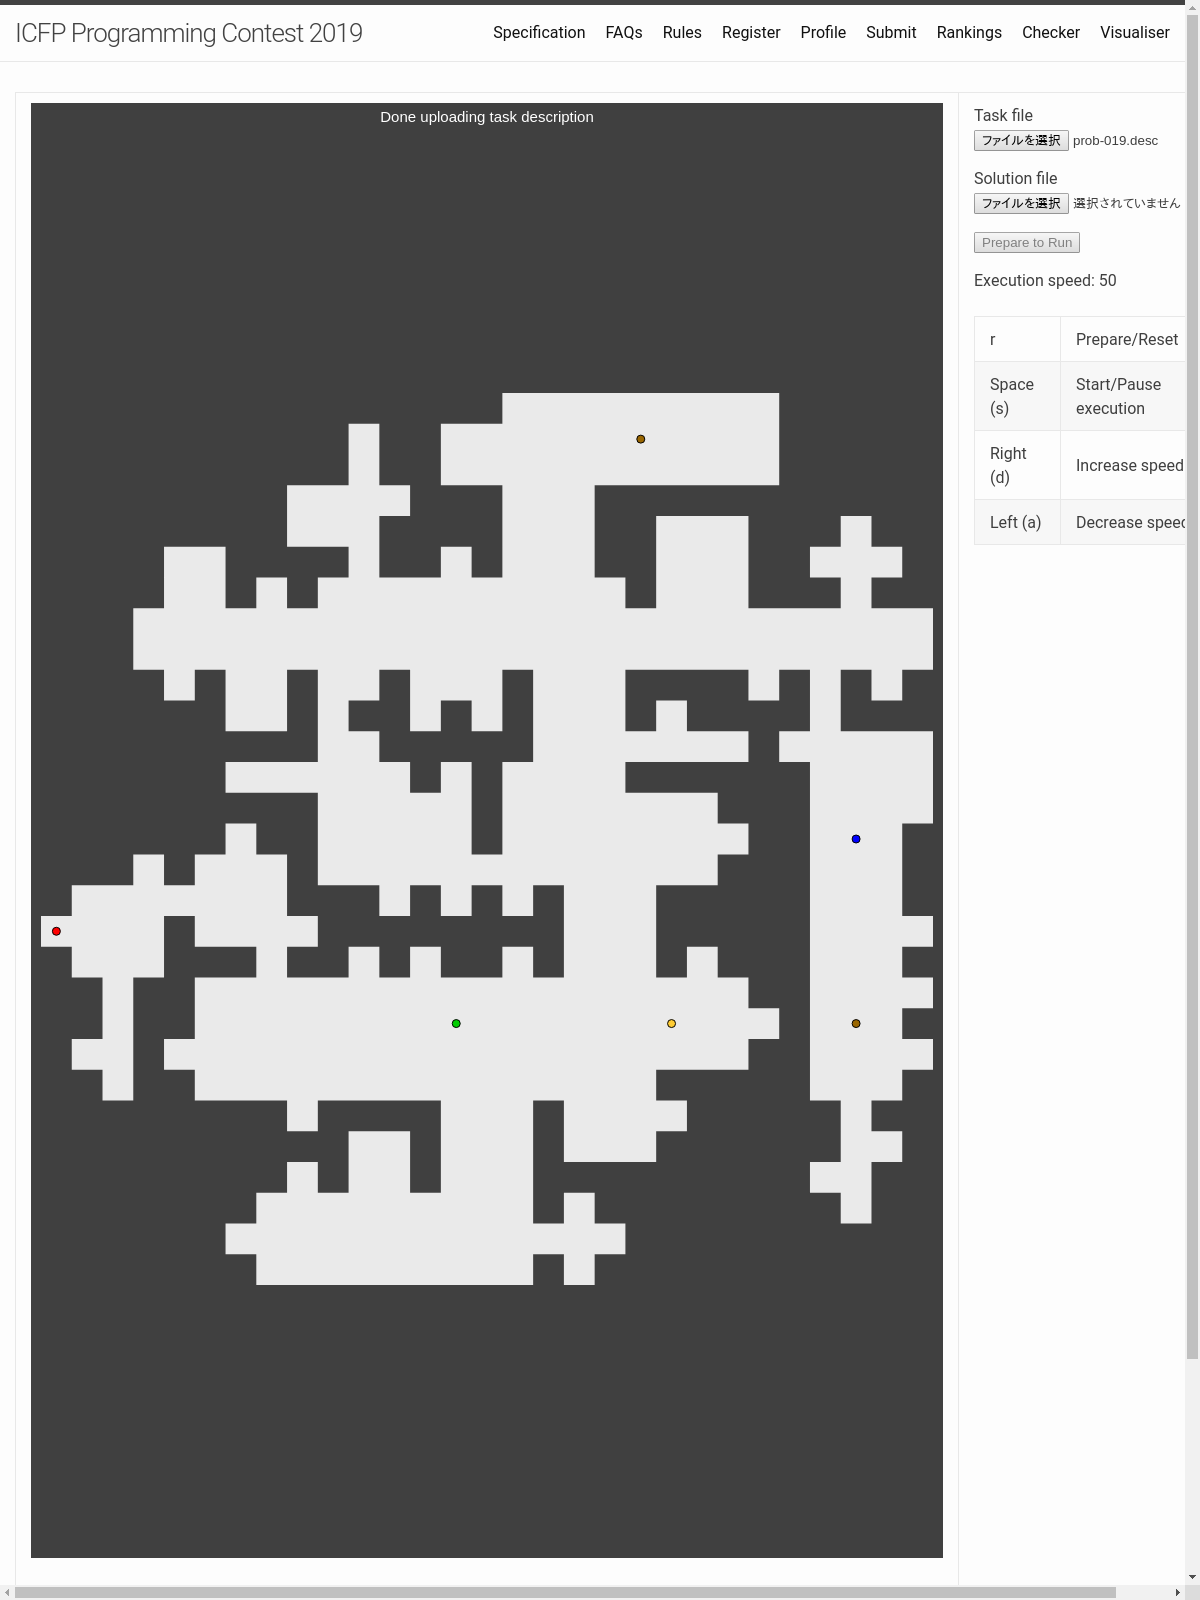 ICFP Programming Contest 2019
Specification FAQs Rules Register Profile Submit Rankings Checker Visualiser
Done uploading task description
Task file
ファイルを選択 prob-019.desc
Solution file
ファイルを選択 選択されていません
Prepare to Run
Execution speed: 50
r Prepare/Reset
Space (s) Start/Pause execution
Right (d) Increase speed
Left (a) Decrease speed